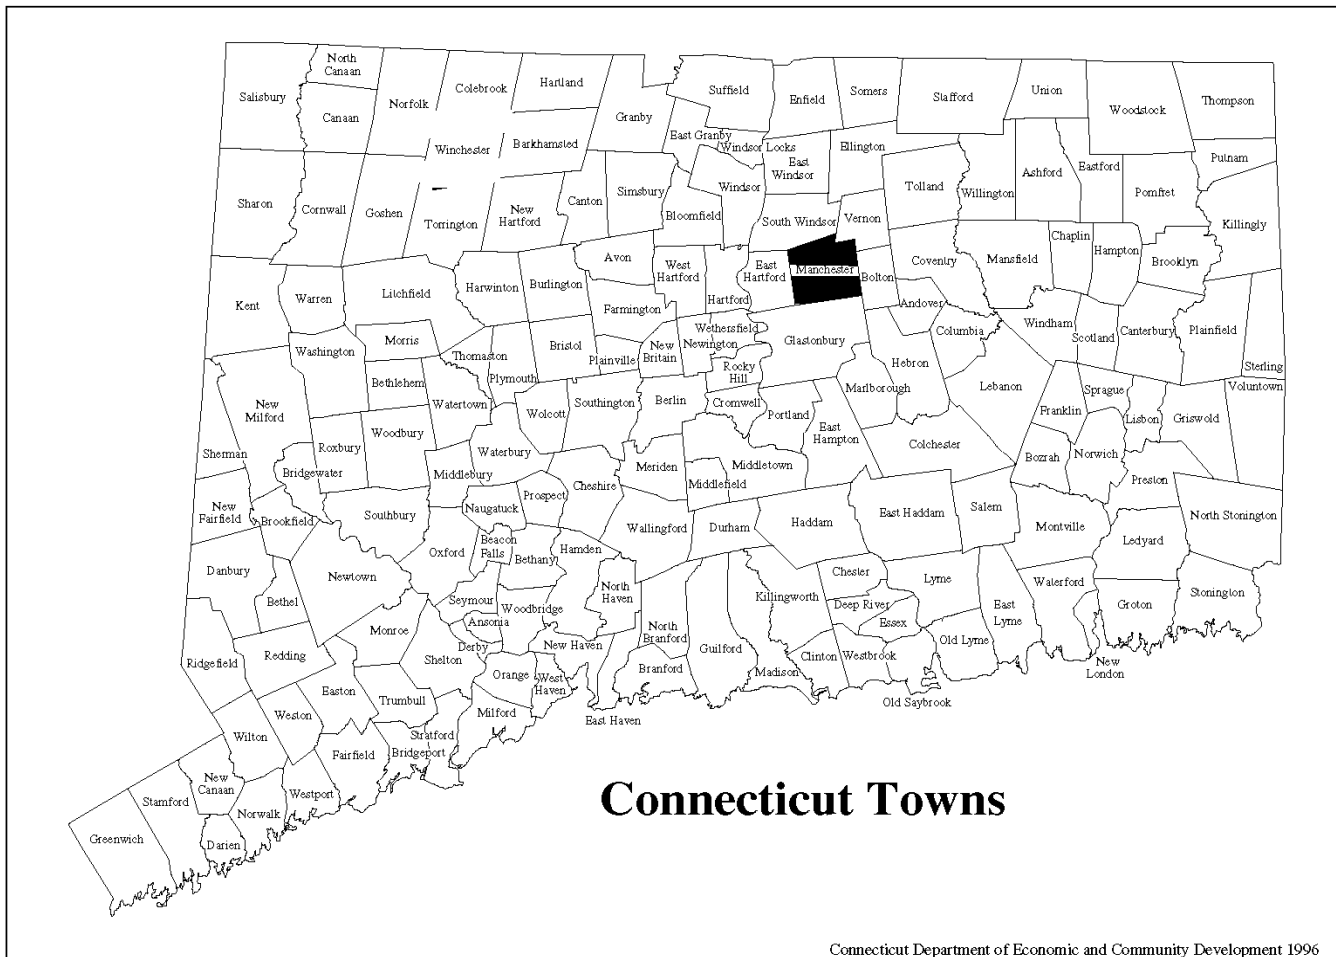 North
Canaan
Salisbury
Norfolk
Colebrook
Hartland
Canaan
Granby
Suffield
Enfield
Somers
Stafford
Union
Woodstock
Thompson
Winchester
Barkhamsted
East Granby
Windsor Locks
East
Windsor
Ellington
Tolland
Willington
Ashford
Eastford
Pomfret
Putnam
Sharon
Cornwall
Goshen
Torrington
New
Hartford
Canton
Simsbury
Bloomfield
Windsor
South Windsor
Vernon
Killingly
Chaplin
Hampton
Brooklyn
Mansfield
Coventry
Kent
Warren
Litchfield
Harwinton
Burlington
Avon
Farmington
West
Hartford
Hartford
East
Hartford
Manchester
Bolton
Andover
Columbia
Windham
Scotland
Canterbury
Plainfield
Sterling
Voluntown
Washington
Morris
Bethlehem
Thomaston
Plymouth
Bristol
Plainville
New
Britain
Newington
Wethersfield
Rocky
Hill
Glastonbury
Hebron
Marlborough
Lebanon
Franklin
Sprague
Lisbon
Griswold
New
Milford
Sherman
Roxbury
Woodbury
Watertown
Wolcott
Southington
Berlin
Cromwell
Portland
East
Hampton
Colchester
Bozrah
Norwich
Preston
Bridgewater
Middlebury
Waterbury
Cheshire
Meriden
Middletown
Middlefield
New
Fairfield
Brookfield
Southbury
Naugatuck
Prospect
Wallingford
Durham
Haddam
East Haddam
Salem
Montville
North Stonington
Ledyard
Danbury
Bethel
Newtown
Oxford
Beacon
Falls
Bethany
Hamden
North
Haven
Seymour
Woodbridge
Ansonia
Derby
Killingworth
Chester
Deep River
Essex
Lyme
East
Lyme
Waterford
Groton
Stonington
Ridgefield
Redding
Monroe
Shelton
New Haven
North
Branford
Branford
Guilford
Madison
Clinton
Westbrook
Old Lyme
New
London
Old Saybrook
East Haven
Orange
West
Haven
Milford
Easton
Trumbull
Weston
Wilton
Stratford
Bridgeport
Fairfield
New
Canaan
Stamford
Norwalk
Westport
Darien
Greenwich
Connecticut Towns
Connecticut Department of Economic and Community Development 1996